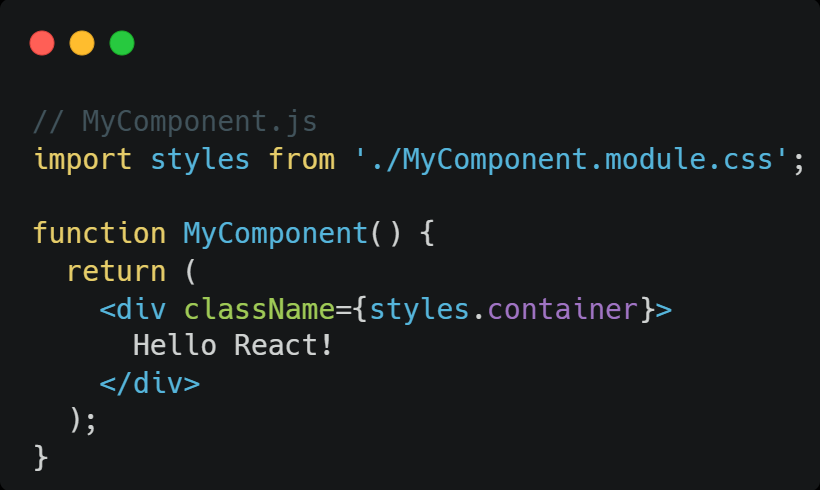 // MyComponent.js
import styles from './MyComponent.module.css';

function MyComponent() {
  return (
    <div className={styles.container}>
      Hello React!
    </div>
  );
}